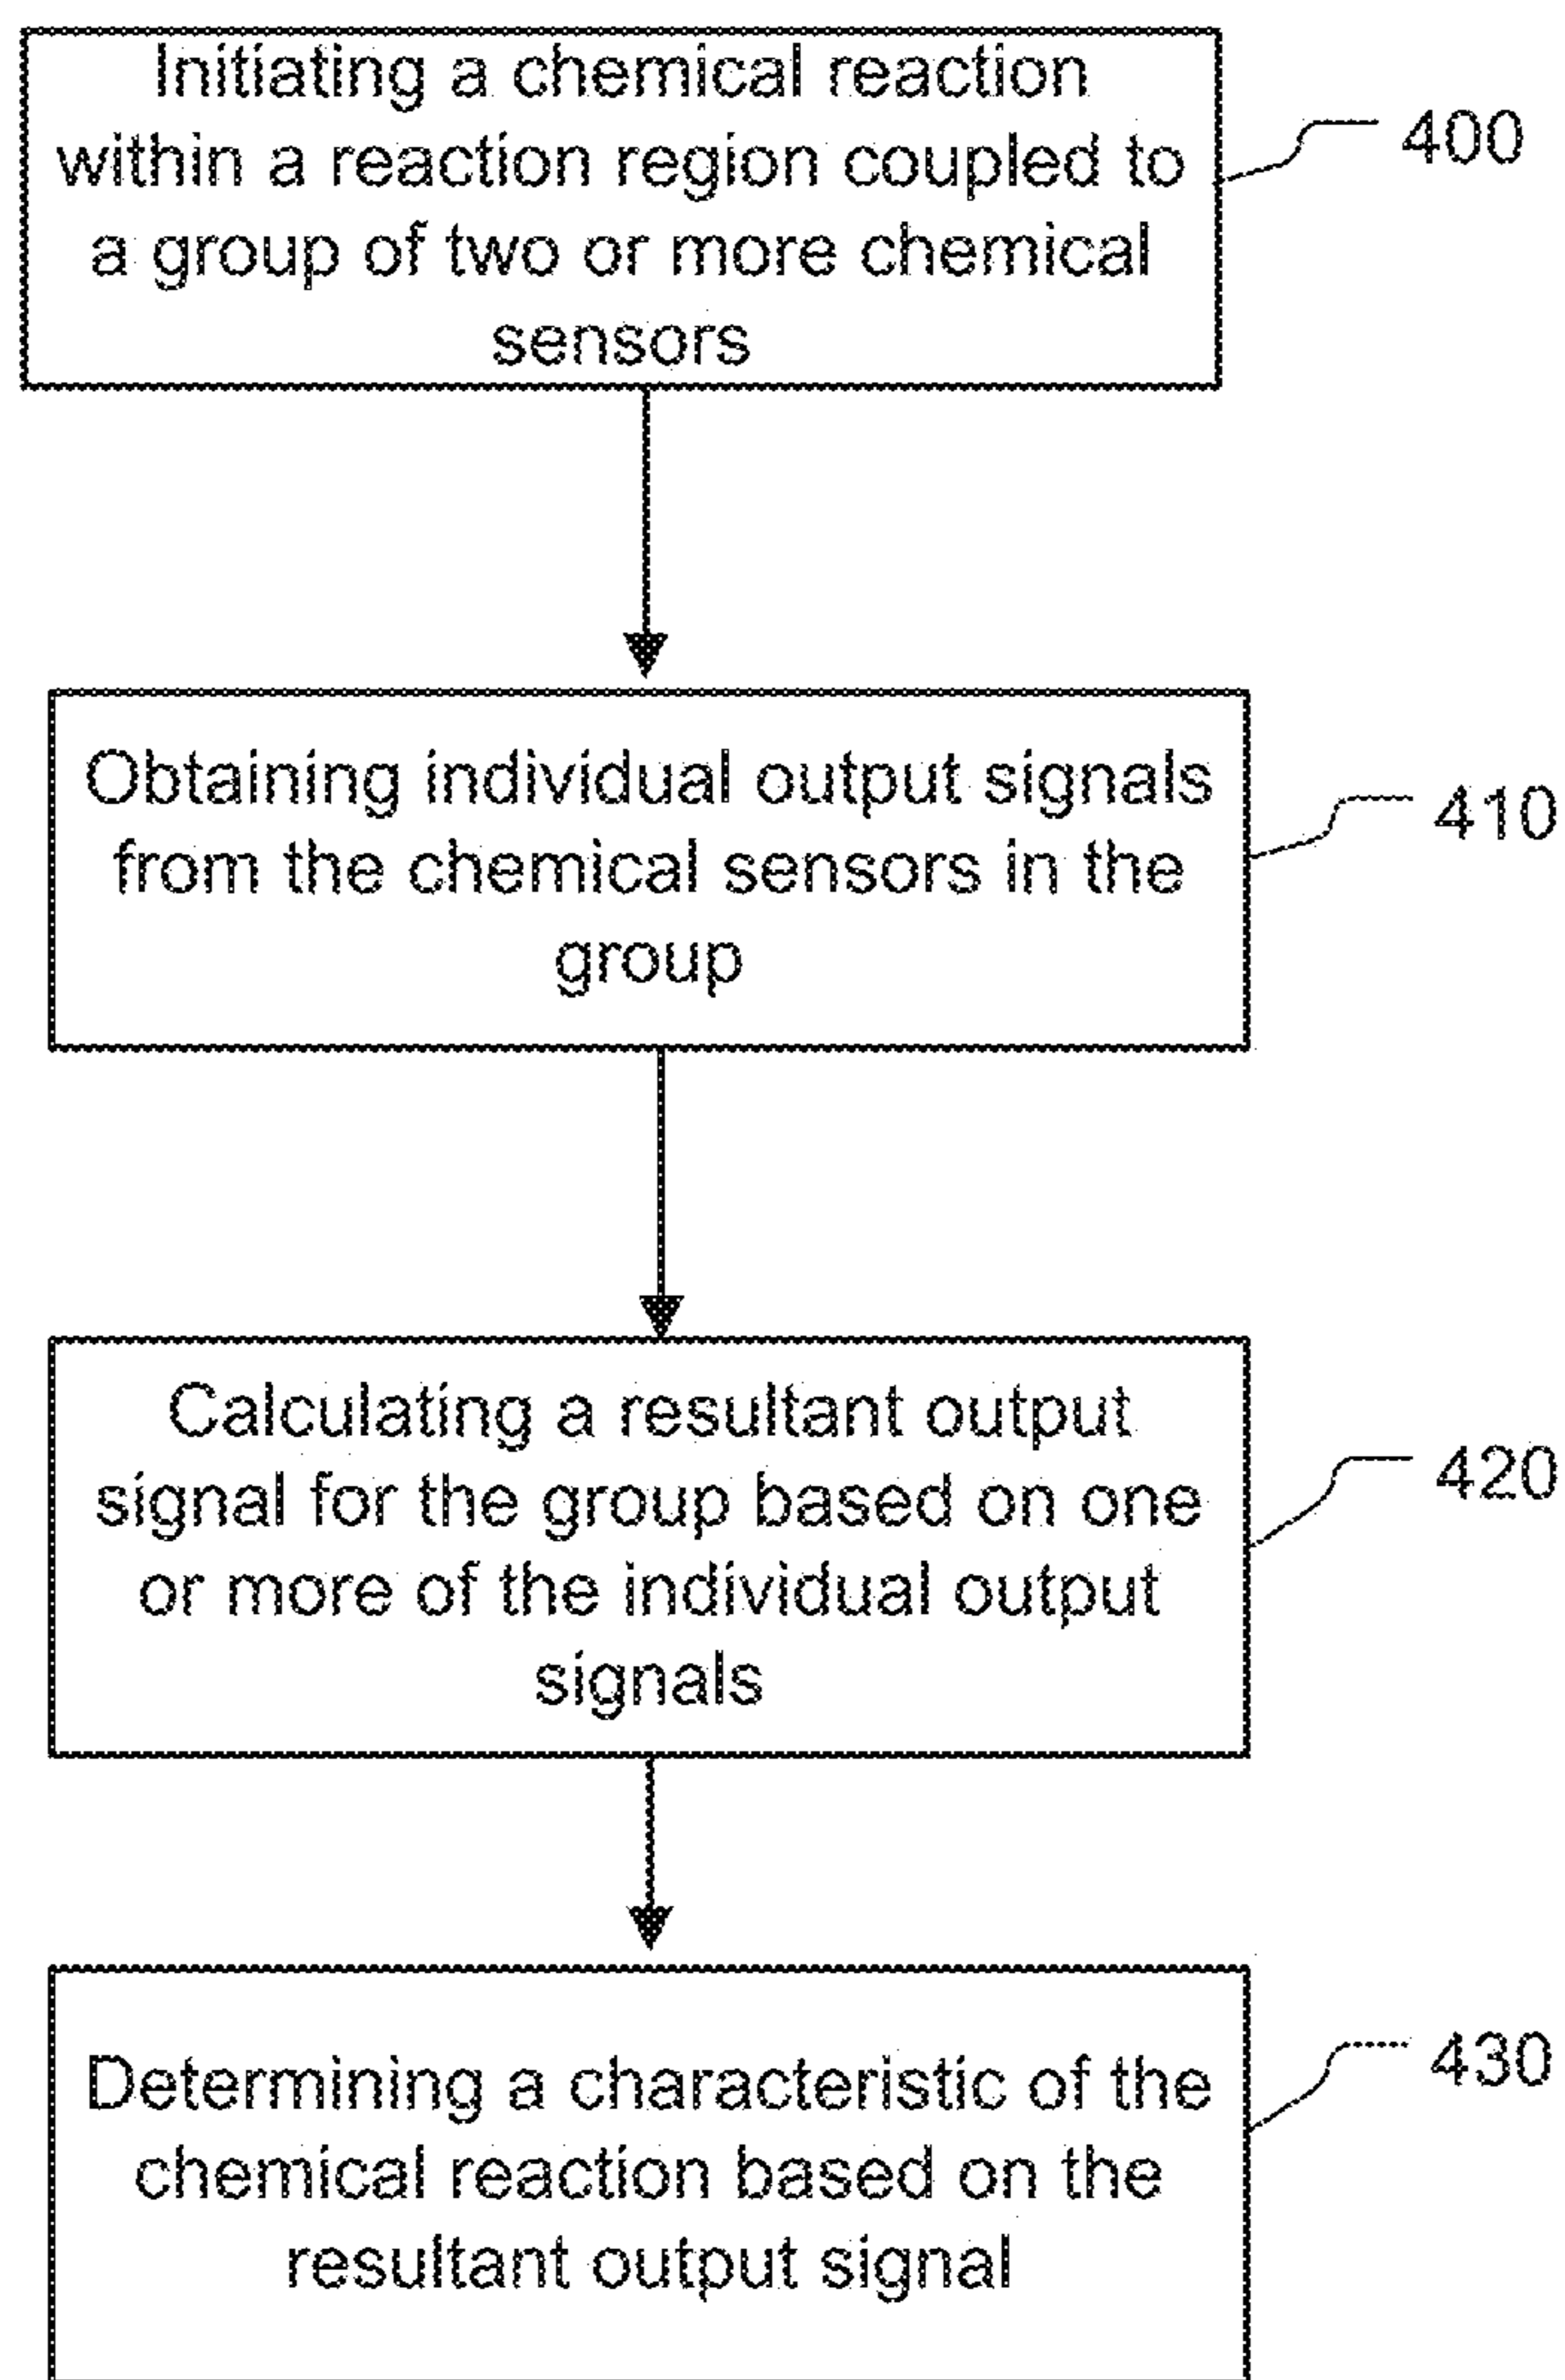 Initiating a chemical reaction
within a reaction region coupled to
a group of two or more chemical
sensors
400
Obtaining individual output signals
from the chemical sensors in the
group
410
Calculating a resultant output
signal for the group based on one
or more of the individual output
signals
420
Determining a characteristic of the
chemical reaction based on the
resultant output signal
430